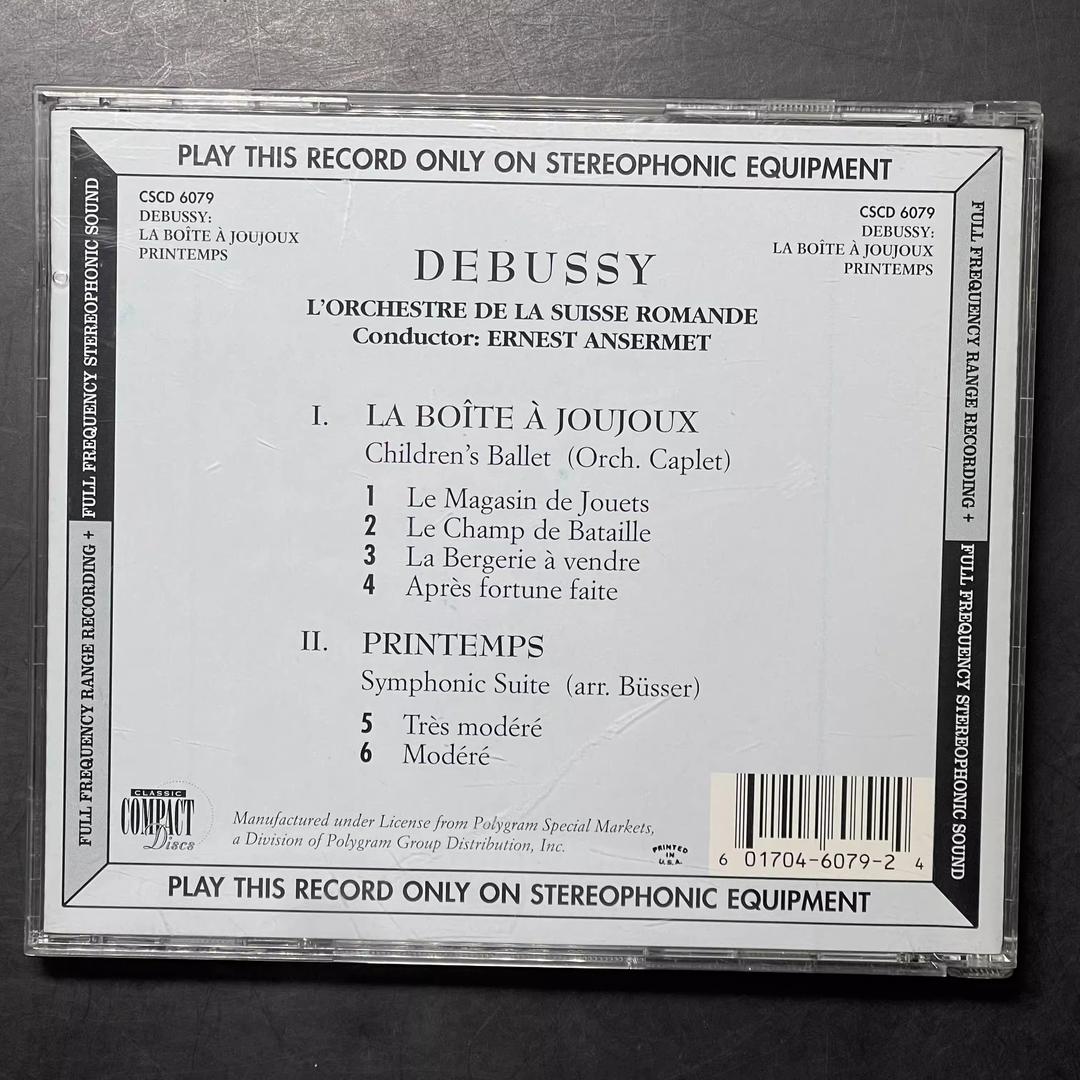 PLAY THIS RECORD ONLY ON STEREOPHONIC EQUIPMENT
FULL FREQUENCY RANGE RECORDING + FULL FREQUENCY STEREOPHONIC SOUND
CSCD 6079
DEBUSSY:
LA BOÎTE À JOUJOUX
PRINTEMPS
CSCD 6079
DEBUSSY:
LA BOÎTE À JOUJOUX
PRINTEMPS
FULL FREQUENCY RANGE RECORDING + FULL FREQUENCY STEREOPHONIC SOUND
DEBUSSY
L'ORCHESTRE DE LA SUISSE ROMANDE
Conductor: ERNEST ANSERMET
I. LA BOÎTE À JOUJOUX
Children's Ballet (Orch. Caplet)
1 Le Magasin de Jouets
2 Le Champ de Bataille
3 La Bergerie à vendre
4 Après fortune faite
II. PRINTEMPS
Symphonic Suite (arr. Büsser)
5 Très modéré
6 Modéré
CLASSIC
COMPACT
Discs
Manufactured under License from Polygram Special Markets,
a Division of Polygram Group Distribution, Inc.
PRINTED
IN
U.S.A.
6 01704-6079-2 4
PLAY THIS RECORD ONLY ON STEREOPHONIC EQUIPMENT